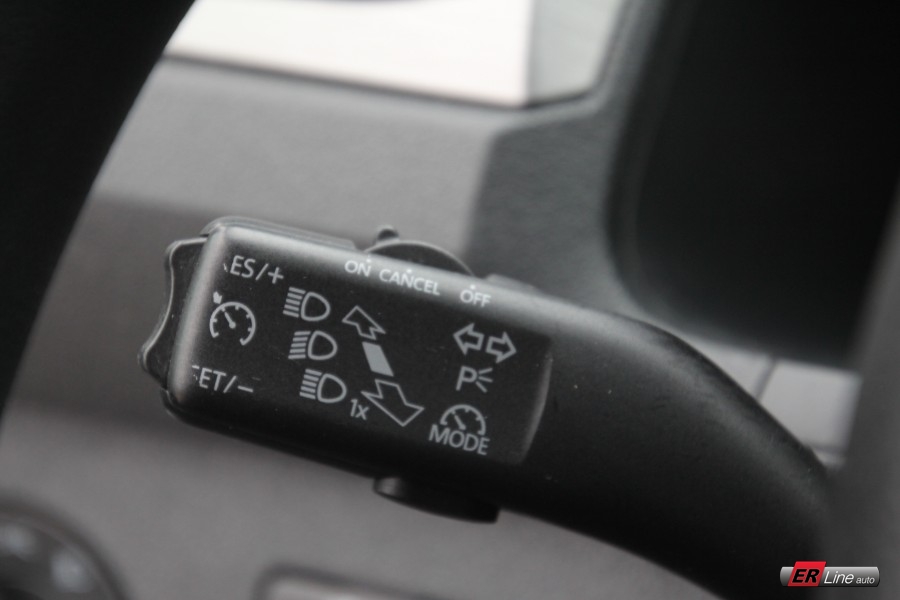 ES/+
ON CANCEL OFF
P
ET/-
1x
MODE
ER Line auto